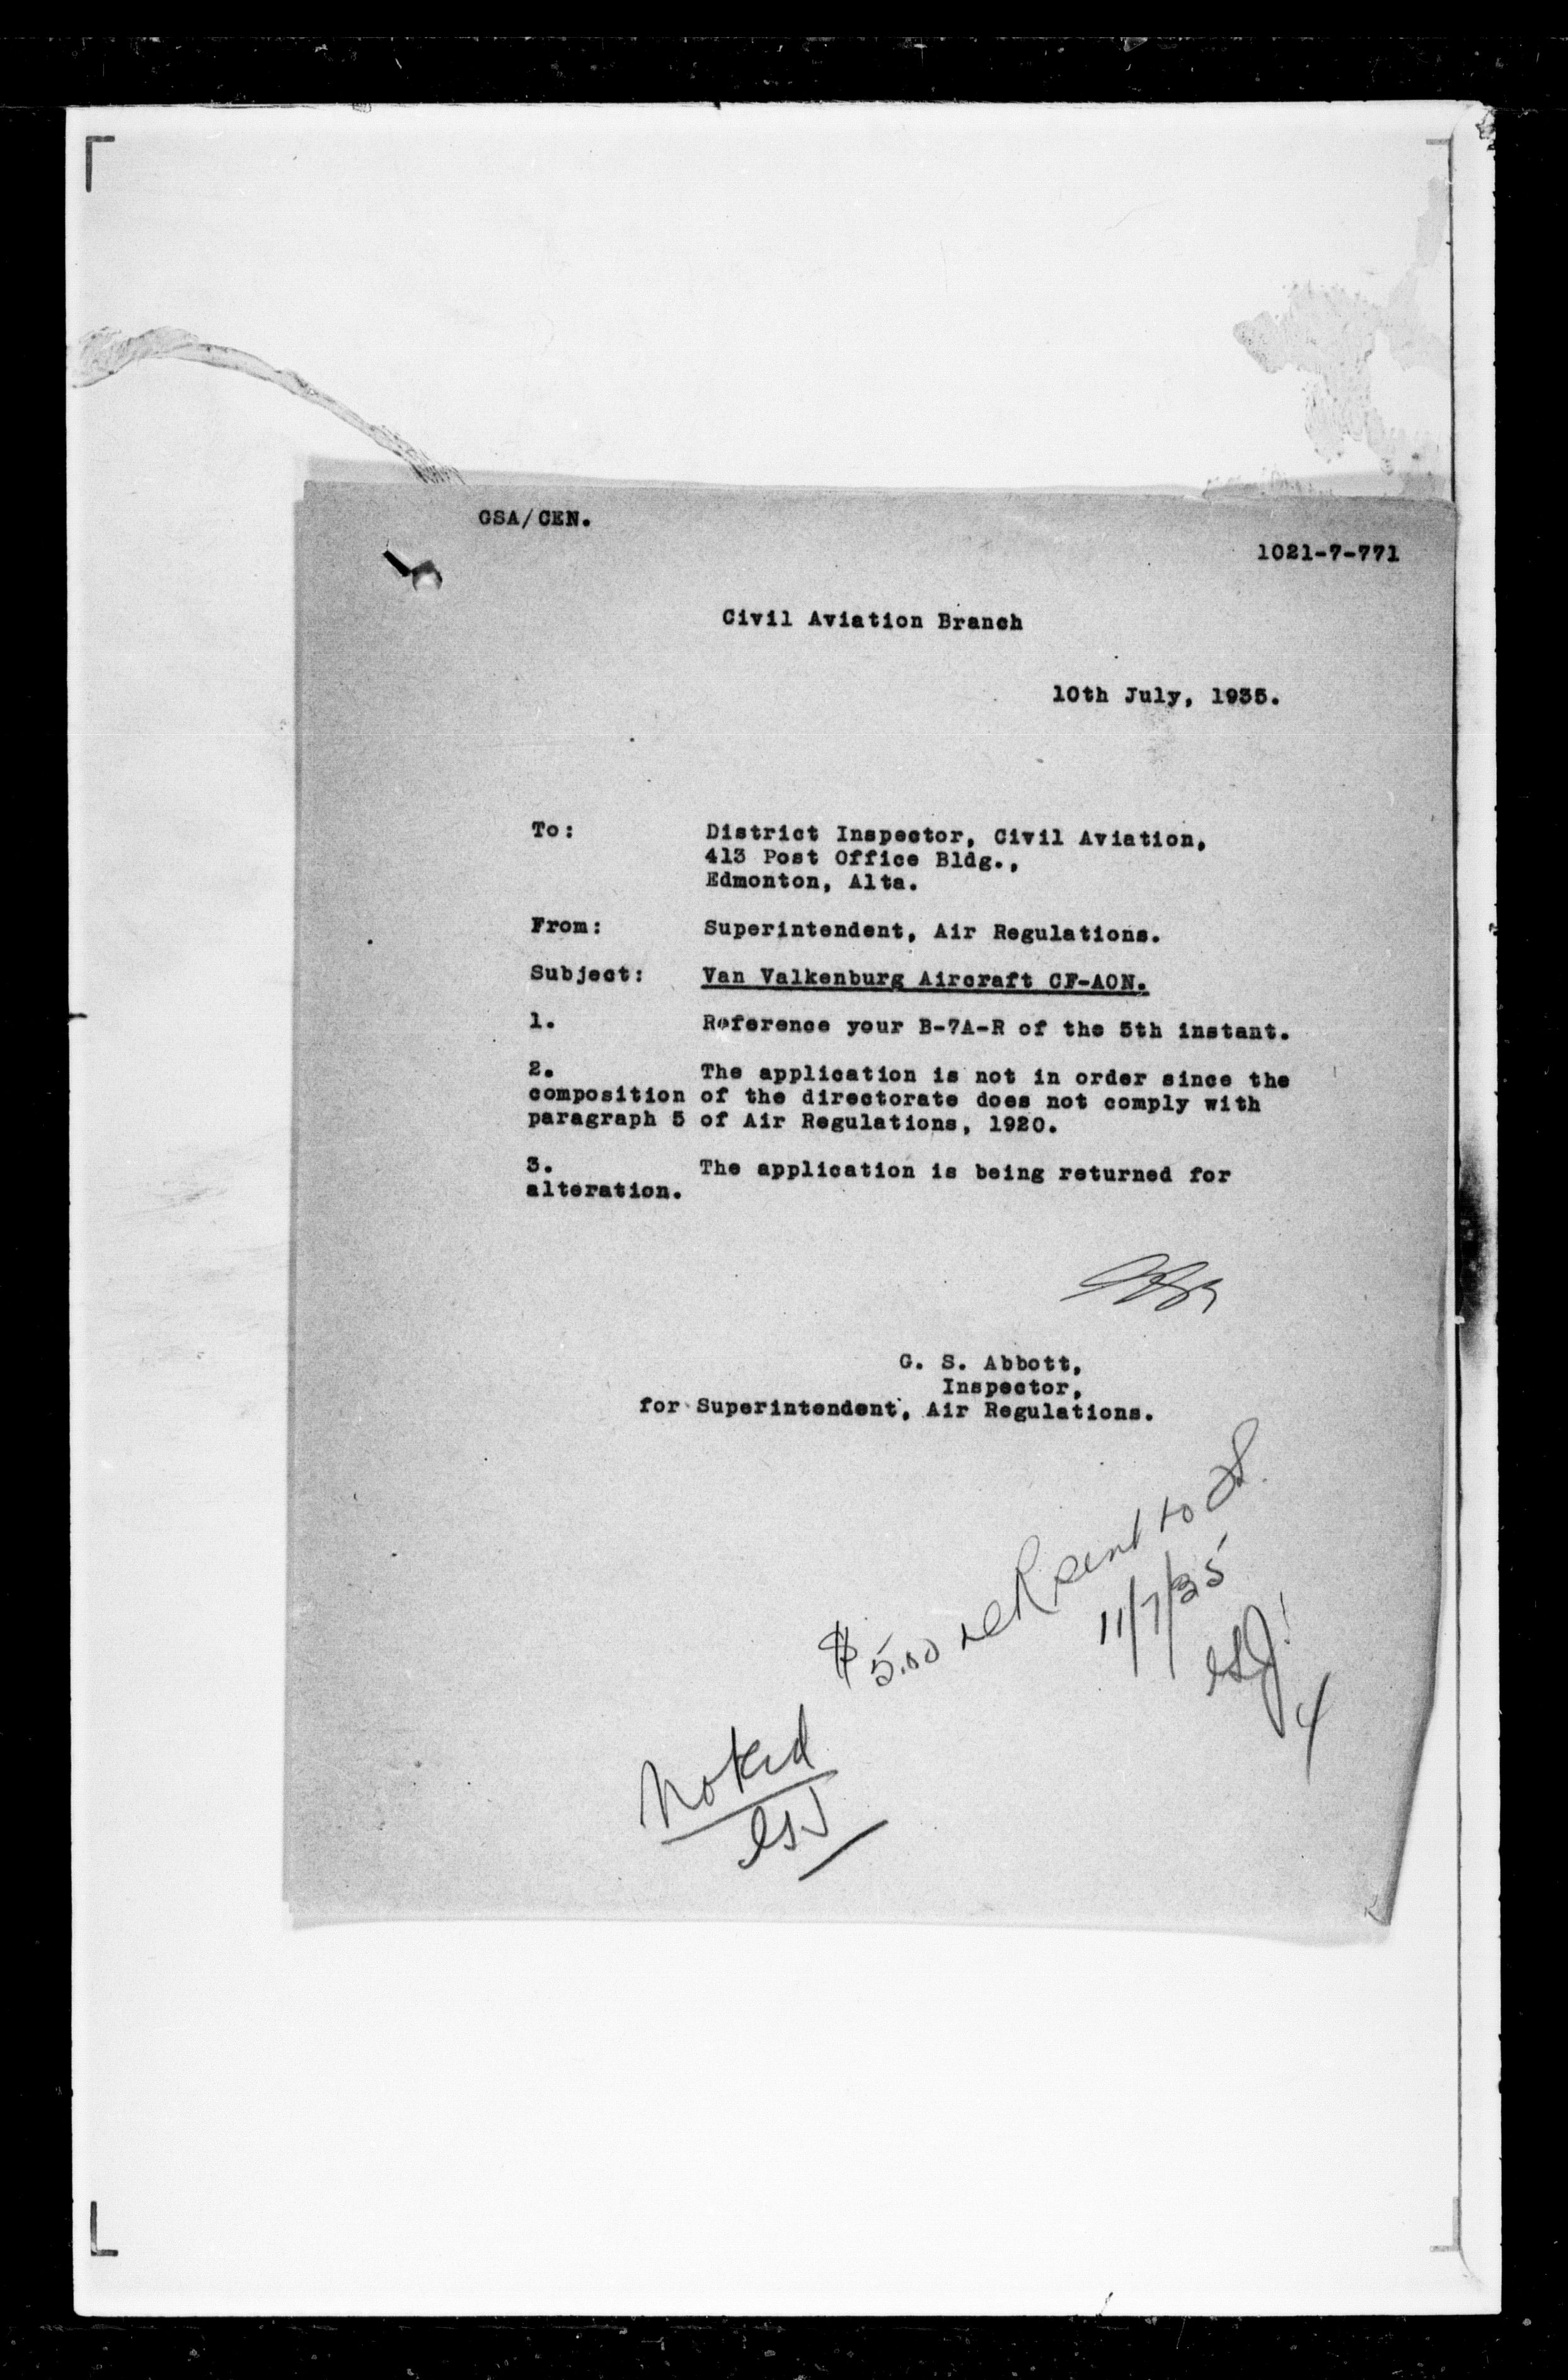 GSA/CEN.
1021-7-771
Civil Aviation Branch
10th July, 1935.
To: District Inspector, Civil Aviation,
413 Post Office Bldg.,
Edmonton, Alta.
From: Superintendent, Air Regulations.
Subject: Van Valkenburg Aircraft CF-AON.
1. Reference your B-7A-R of the 5th instant.
2. The application is not in order since the
composition of the directorate does not comply with
paragraph 5 of Air Regulations, 1920.
3. The application is being returned for
alteration.
G. S. Abbott,
Inspector,
for Superintendent, Air Regulations.
$5.00 sent to
11/7/35
Noted